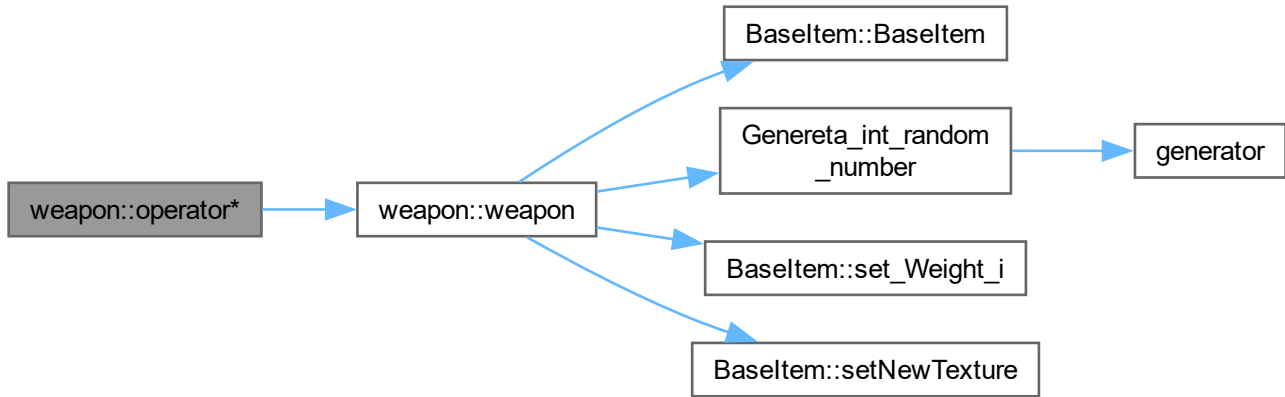 weapon::operator*
weapon::weapon
BaseItem::BaseItem
Genereta_int_random
_number
generator
BaseItem::set_Weight_i
BaseItem::setNewTexture